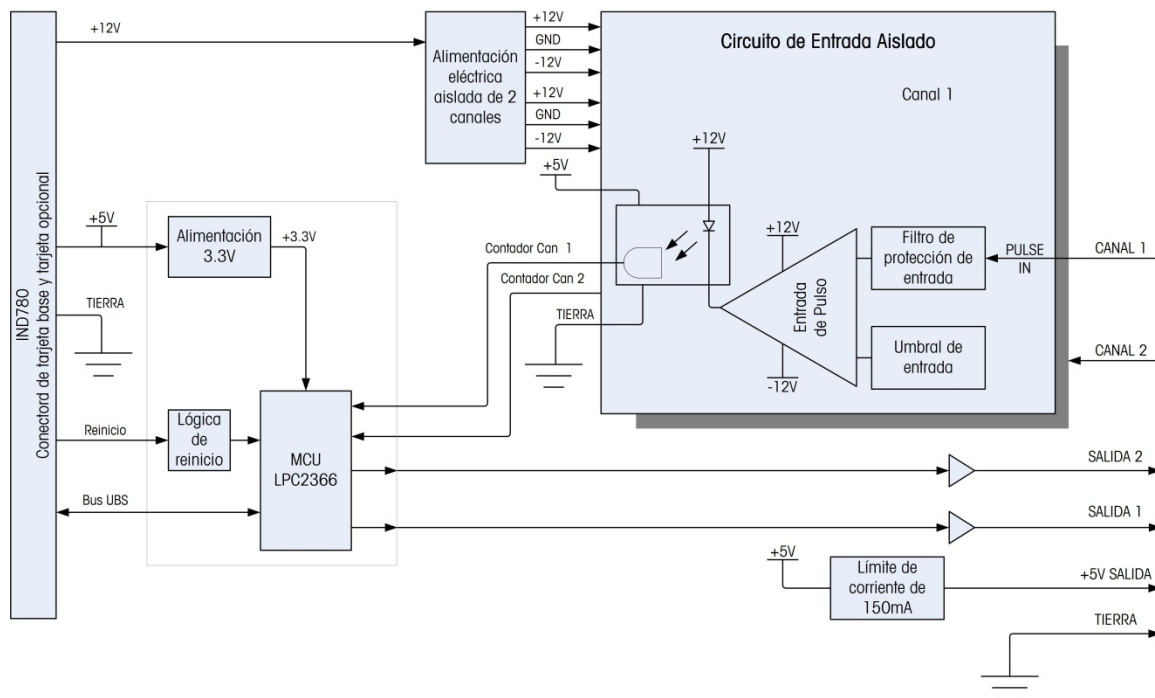 IND780
Conectord de tarjeta base y tarjeta opcional
+12V
Alimentación
eléctrica
aislada de 2
canales
+12V
GND
-12V
+12V
GND
-12V
Circuito de Entrada Aislado
Canal 1
+12V
+5V
+12V
Entrada
de Pulso
-12V
Filtro de
protección de
entrada
Umbral de
entrada
PULSE
IN
CANAL 1
CANAL 2
+5V
Alimentación
3.3V
+3.3V
Contador Can 1
Contador Can 2
TIERRA
TIERRA
Reinicio
Lógica
de
reinicio
MCU
LPC2366
Bus UBS
SALIDA 2
SALIDA 1
+5V
Límite de
corriente de
150mA
+5V SALIDA
TIERRA